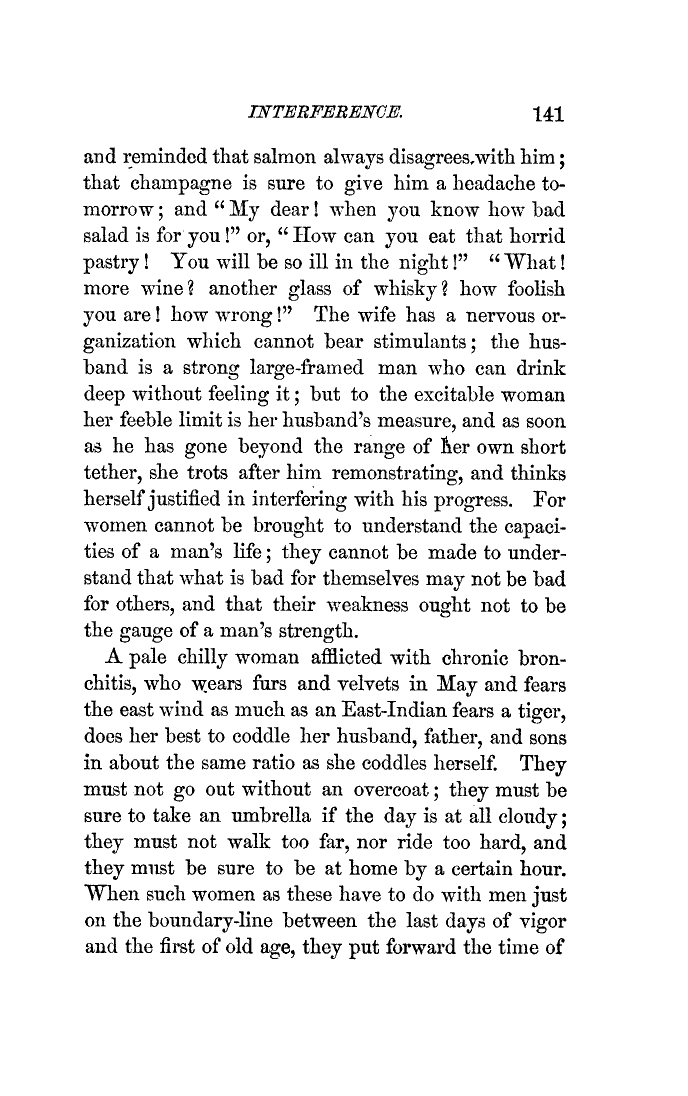 INTERFERENCE. 141
and reminded that salmon always disagrees with him;
that champagne is sure to give him a headache to-
morrow; and "My dear! when you know how bad
salad is for you!" or, "How can you eat that horrid
pastry! You will be so ill in the night!" "What!
more wine? another glass of whisky? how foolish
you are! how wrong!" The wife has a nervous or-
ganization which cannot bear stimulants; the hus-
band is a strong large-framed man who can drink
deep without feeling it; but to the excitable woman
her feeble limit is her husband's measure, and as soon
as he has gone beyond the range of her own short
tether, she trots after him remonstrating, and thinks
herself justified in interfering with his progress. For
women cannot be brought to understand the capaci-
ties of a man's life; they cannot be made to under-
stand that what is bad for themselves may not be bad
for others, and that their weakness ought not to be
the gauge of a man's strength.
A pale chilly woman afflicted with chronic bron-
chitis, who wears furs and velvets in May and fears
the east wind as much as an East-Indian fears a tiger,
does her best to coddle her husband, father, and sons
in about the same ratio as she coddles herself. They
must not go out without an overcoat; they must be
sure to take an umbrella if the day is at all cloudy;
they must not walk too far, nor ride too hard, and
they must be sure to be at home by a certain hour.
When such women as these have to do with men just
on the boundary-line between the last days of vigor
and the first of old age, they put forward the time of